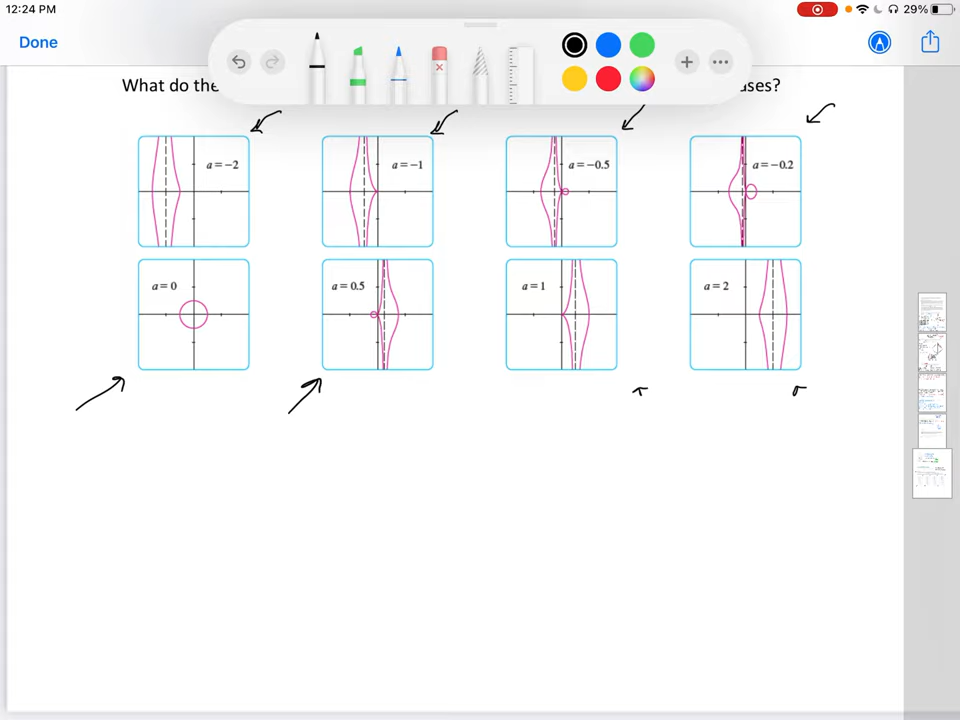 12:24 PM
29%
Done
What do the
ases?
a = −2
a = −1
a = −0.5
a = −0.2
a = 0
a = 0.5
a = 1
a = 2